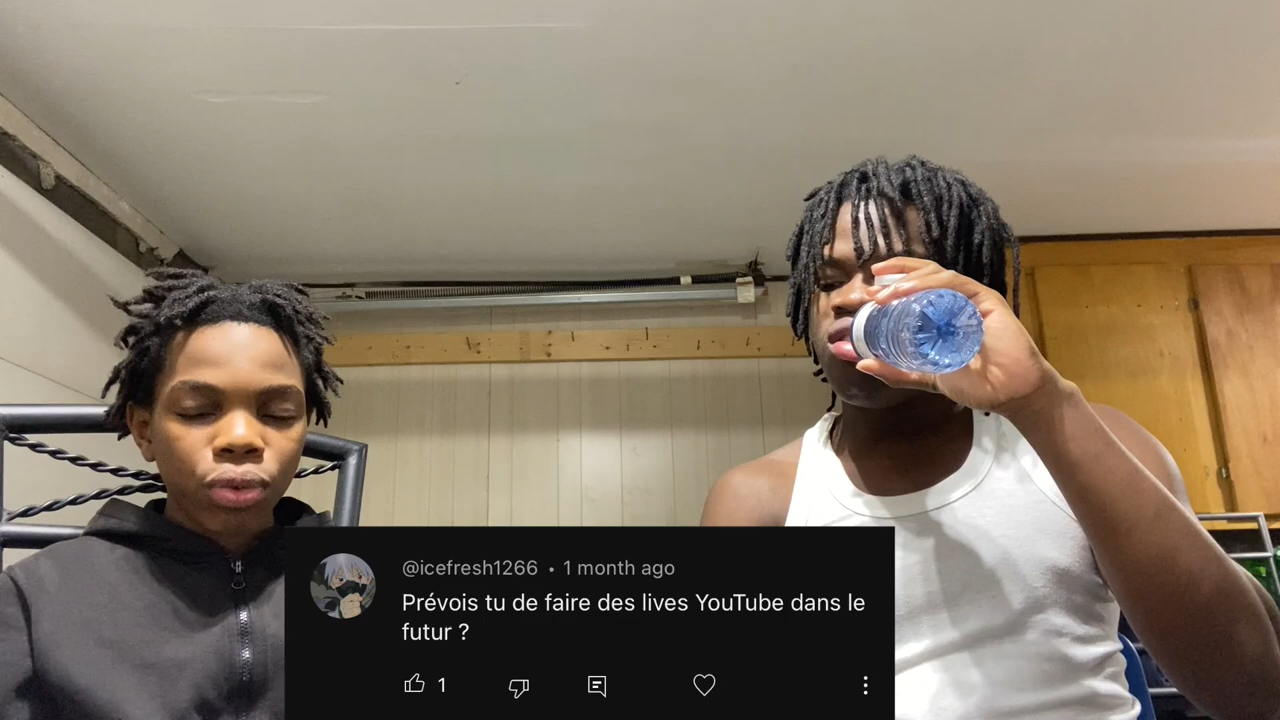 @icefresh1266 • 1 month ago
Prévois tu de faire des lives YouTube dans le
futur ?
1